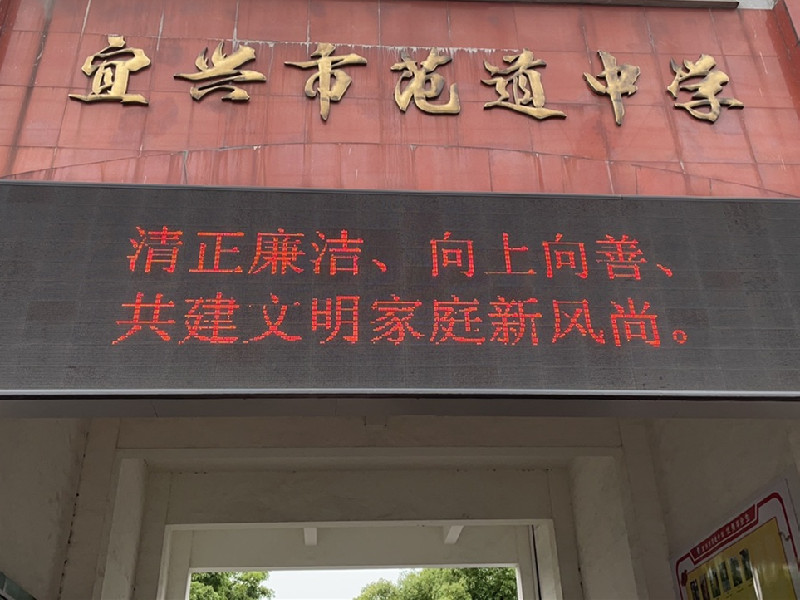 宜兴市范道中学
清正廉洁、向上向善、
共建文明家庭新风尚。